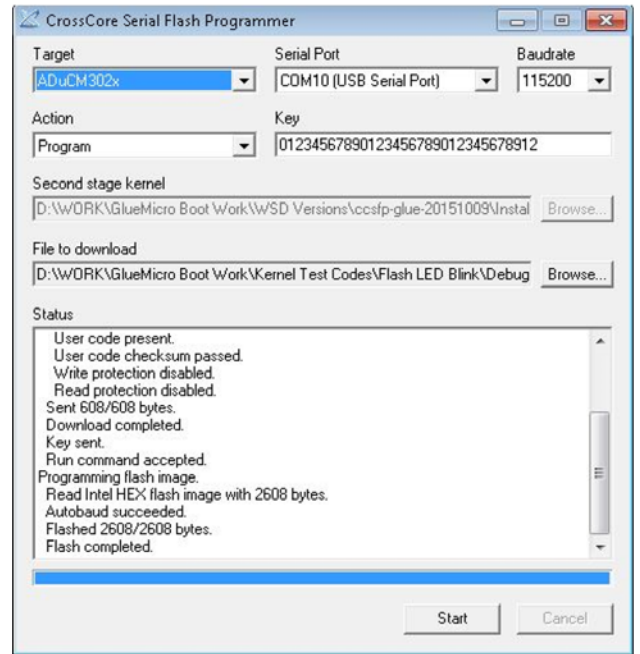 CrossCore Serial Flash Programmer
Target Serial Port Baudrate
ADuCM302x COM10 (USB Serial Port) 115200
Action Key
Program 01234567890123456789012345678912
Second stage kernel
D:\WORK\GlueMicro Boot Work\WSD Versions\ccsfp-glue-20151009\Instal Browse...
File to download
D:\WORK\GlueMicro Boot Work\Kernel Test Codes\Flash LED Blink\Debug Browse...
Status
User code present.
User code checksum passed.
Write protection disabled.
Read protection disabled.
Sent 608/608 bytes.
Download completed.
Key sent.
Run command accepted.
Programming flash image.
Read Intel HEX flash image with 2608 bytes.
Autobaud succeeded.
Flashed 2608/2608 bytes.
Flash completed.
Start Cancel